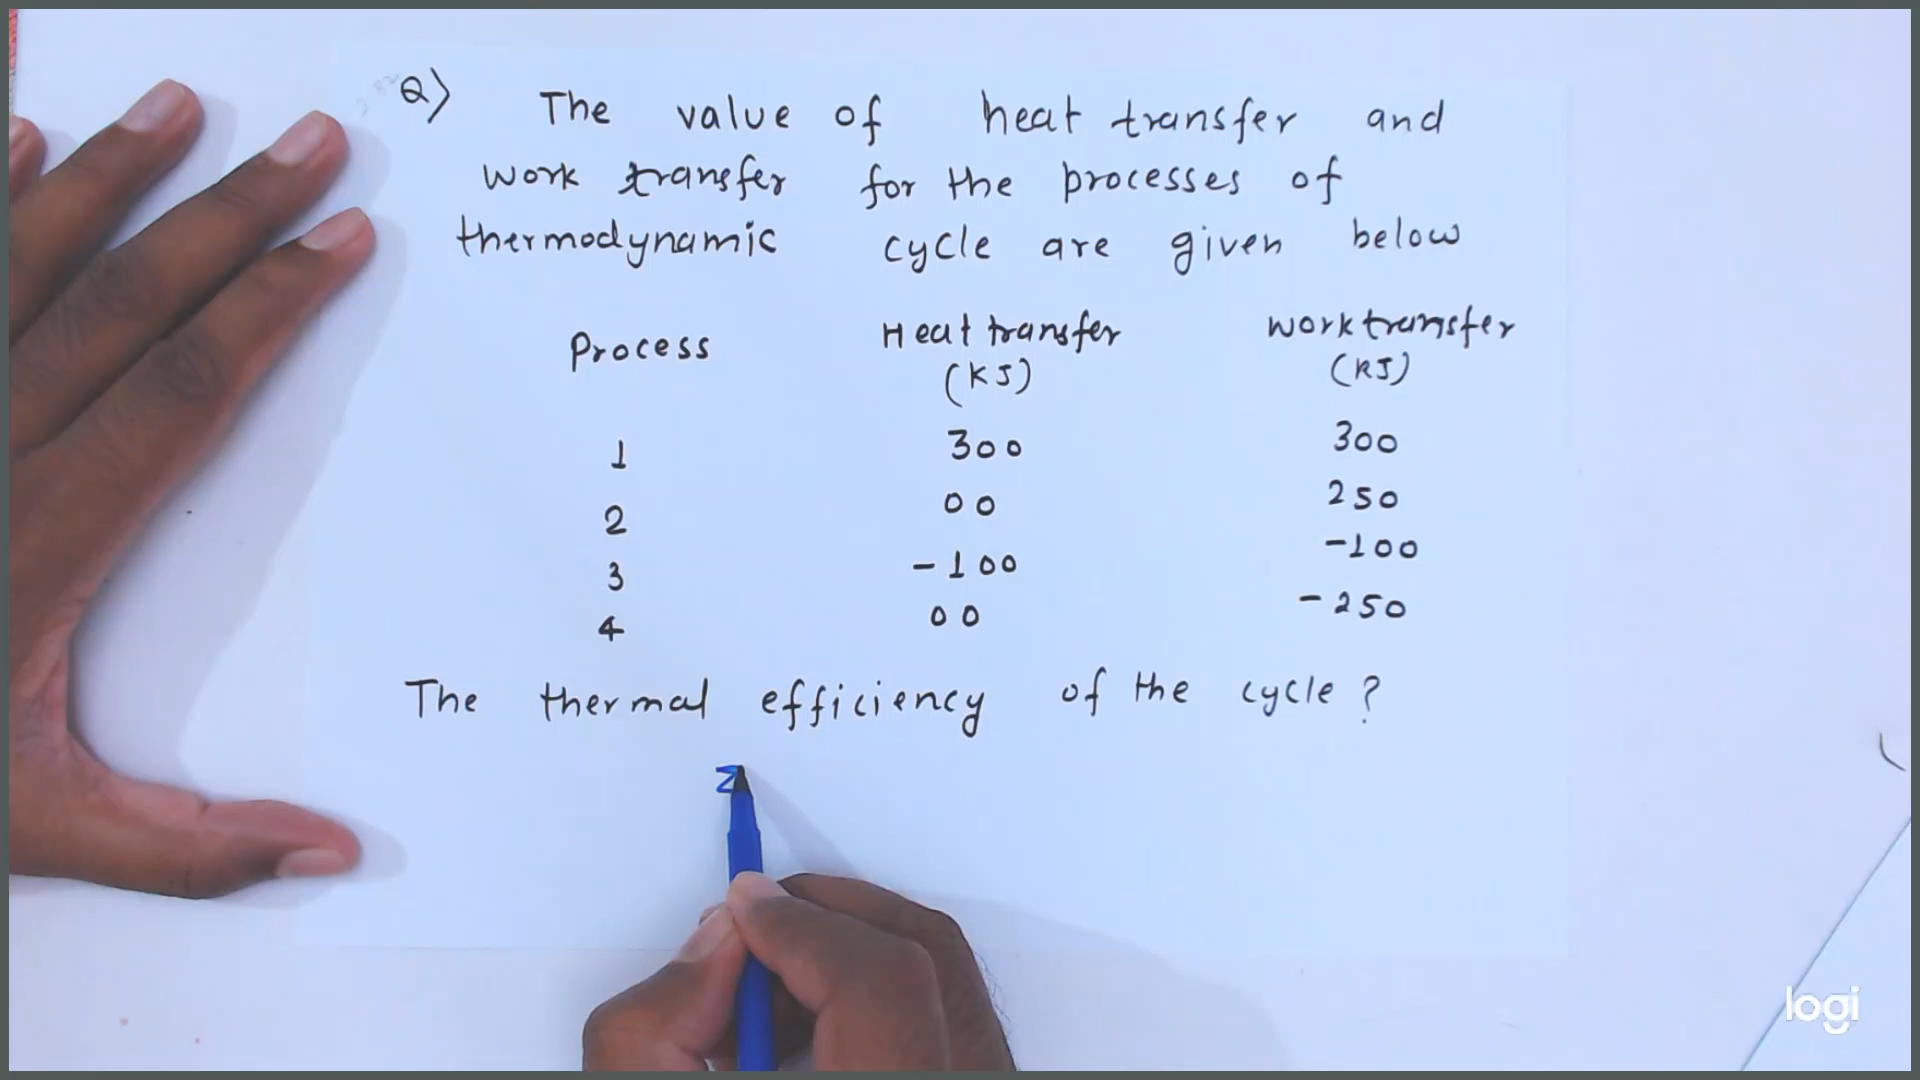 Q) The value of heat transfer and
work transfer for the processes of
thermodynamic cycle are given below
Process Heat transfer Work transfer
(KJ) (KJ)
1 300 300
2 00 250
3 -100 -100
4 00 -250
The thermal efficiency of the cycle?
Σ
logi